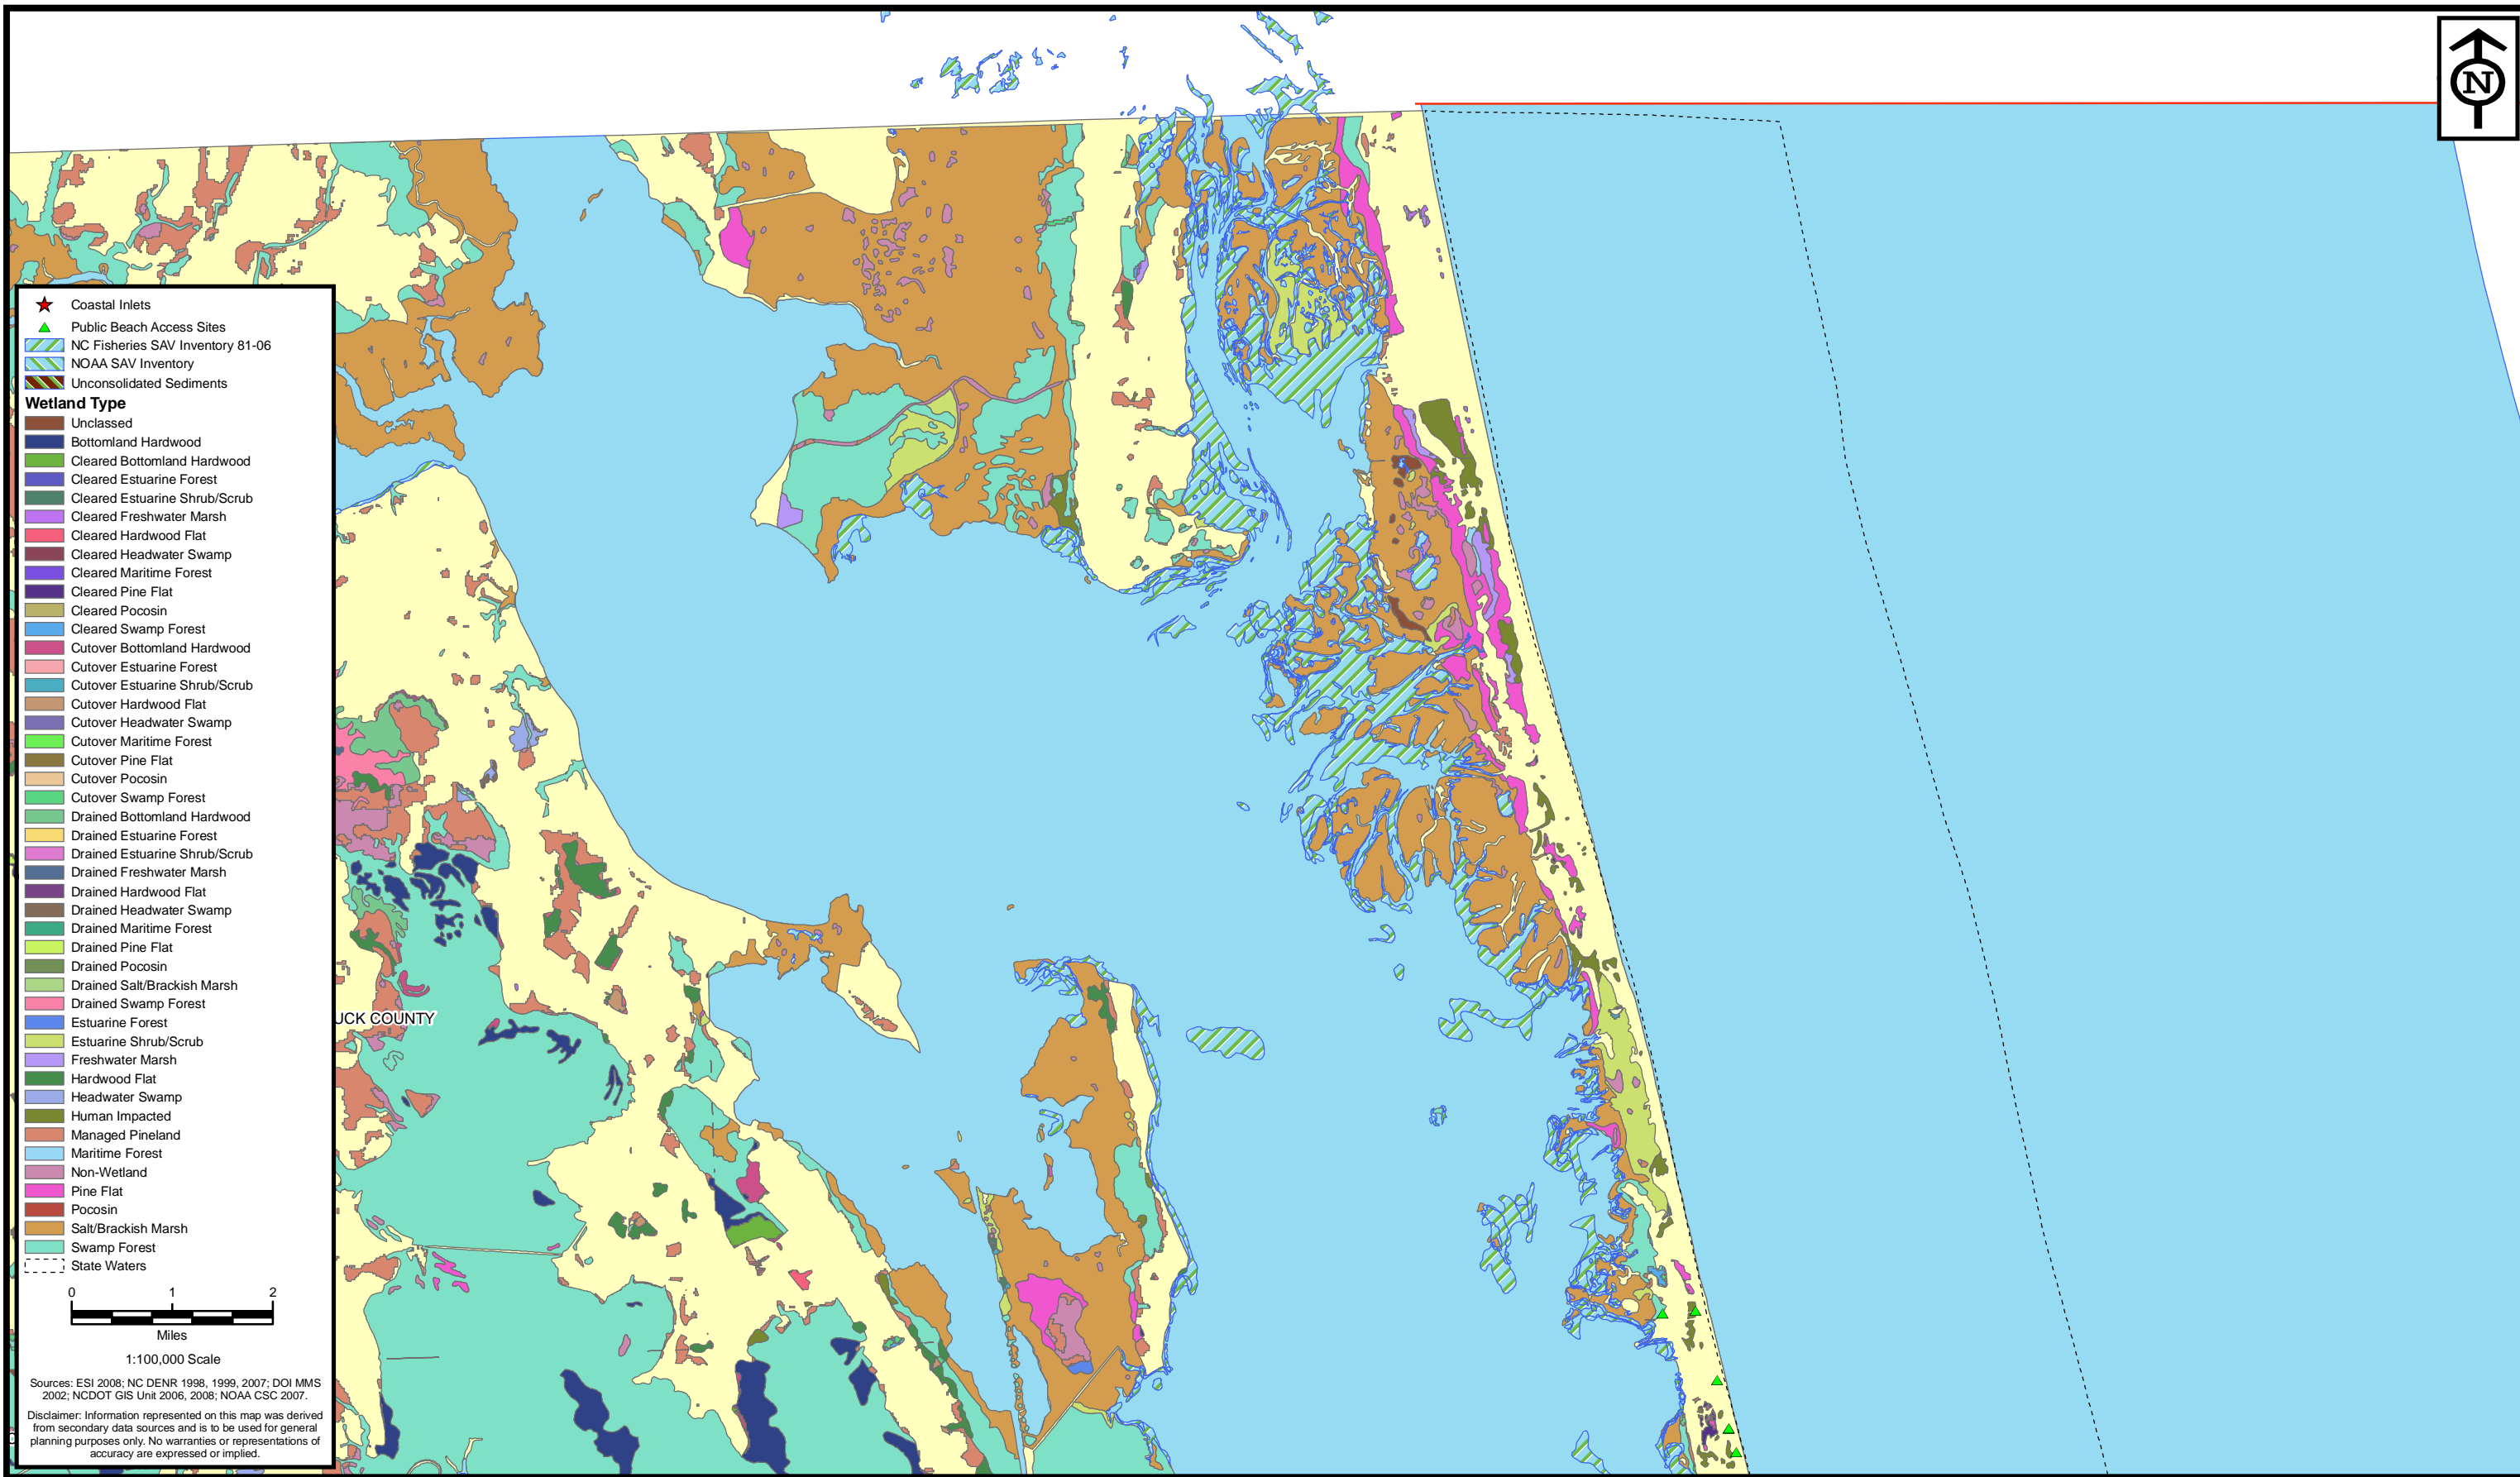 N
Coastal Inlets
Public Beach Access Sites
NC Fisheries SAV Inventory 81-06
NOAA SAV Inventory
Unconsolidated Sediments
Wetland Type
Unclassed
Bottomland Hardwood
Cleared Bottomland Hardwood
Cleared Estuarine Forest
Cleared Estuarine Shrub/Scrub
Cleared Freshwater Marsh
Cleared Hardwood Flat
Cleared Headwater Swamp
Cleared Maritime Forest
Cleared Pine Flat
Cleared Pocosin
Cleared Swamp Forest
Cutover Bottomland Hardwood
Cutover Estuarine Forest
Cutover Estuarine Shrub/Scrub
Cutover Hardwood Flat
Cutover Headwater Swamp
Cutover Maritime Forest
Cutover Pine Flat
Cutover Pocosin
Cutover Swamp Forest
Drained Bottomland Hardwood
Drained Estuarine Forest
Drained Estuarine Shrub/Scrub
Drained Freshwater Marsh
Drained Hardwood Flat
Drained Headwater Swamp
Drained Maritime Forest
Drained Pine Flat
Drained Pocosin
Drained Salt/Brackish Marsh
Drained Swamp Forest
Estuarine Forest
Estuarine Shrub/Scrub
Freshwater Marsh
Hardwood Flat
Headwater Swamp
Human Impacted
Managed Pineland
Maritime Forest
Non-Wetland
Pine Flat
Pocosin
Salt/Brackish Marsh
Swamp Forest
State Waters
0 1 2
Miles
1:100,000 Scale
Sources: ESI 2008; NC DENR 1998, 1999, 2007; DOI MMS
2002; NCDOT GIS Unit 2006, 2008; NOAA CSC 2007.
Disclaimer: Information represented on this map was derived
from secondary data sources and is to be used for general
planning purposes only. No warranties or representations of
accuracy are expressed or implied.
UCK COUNTY